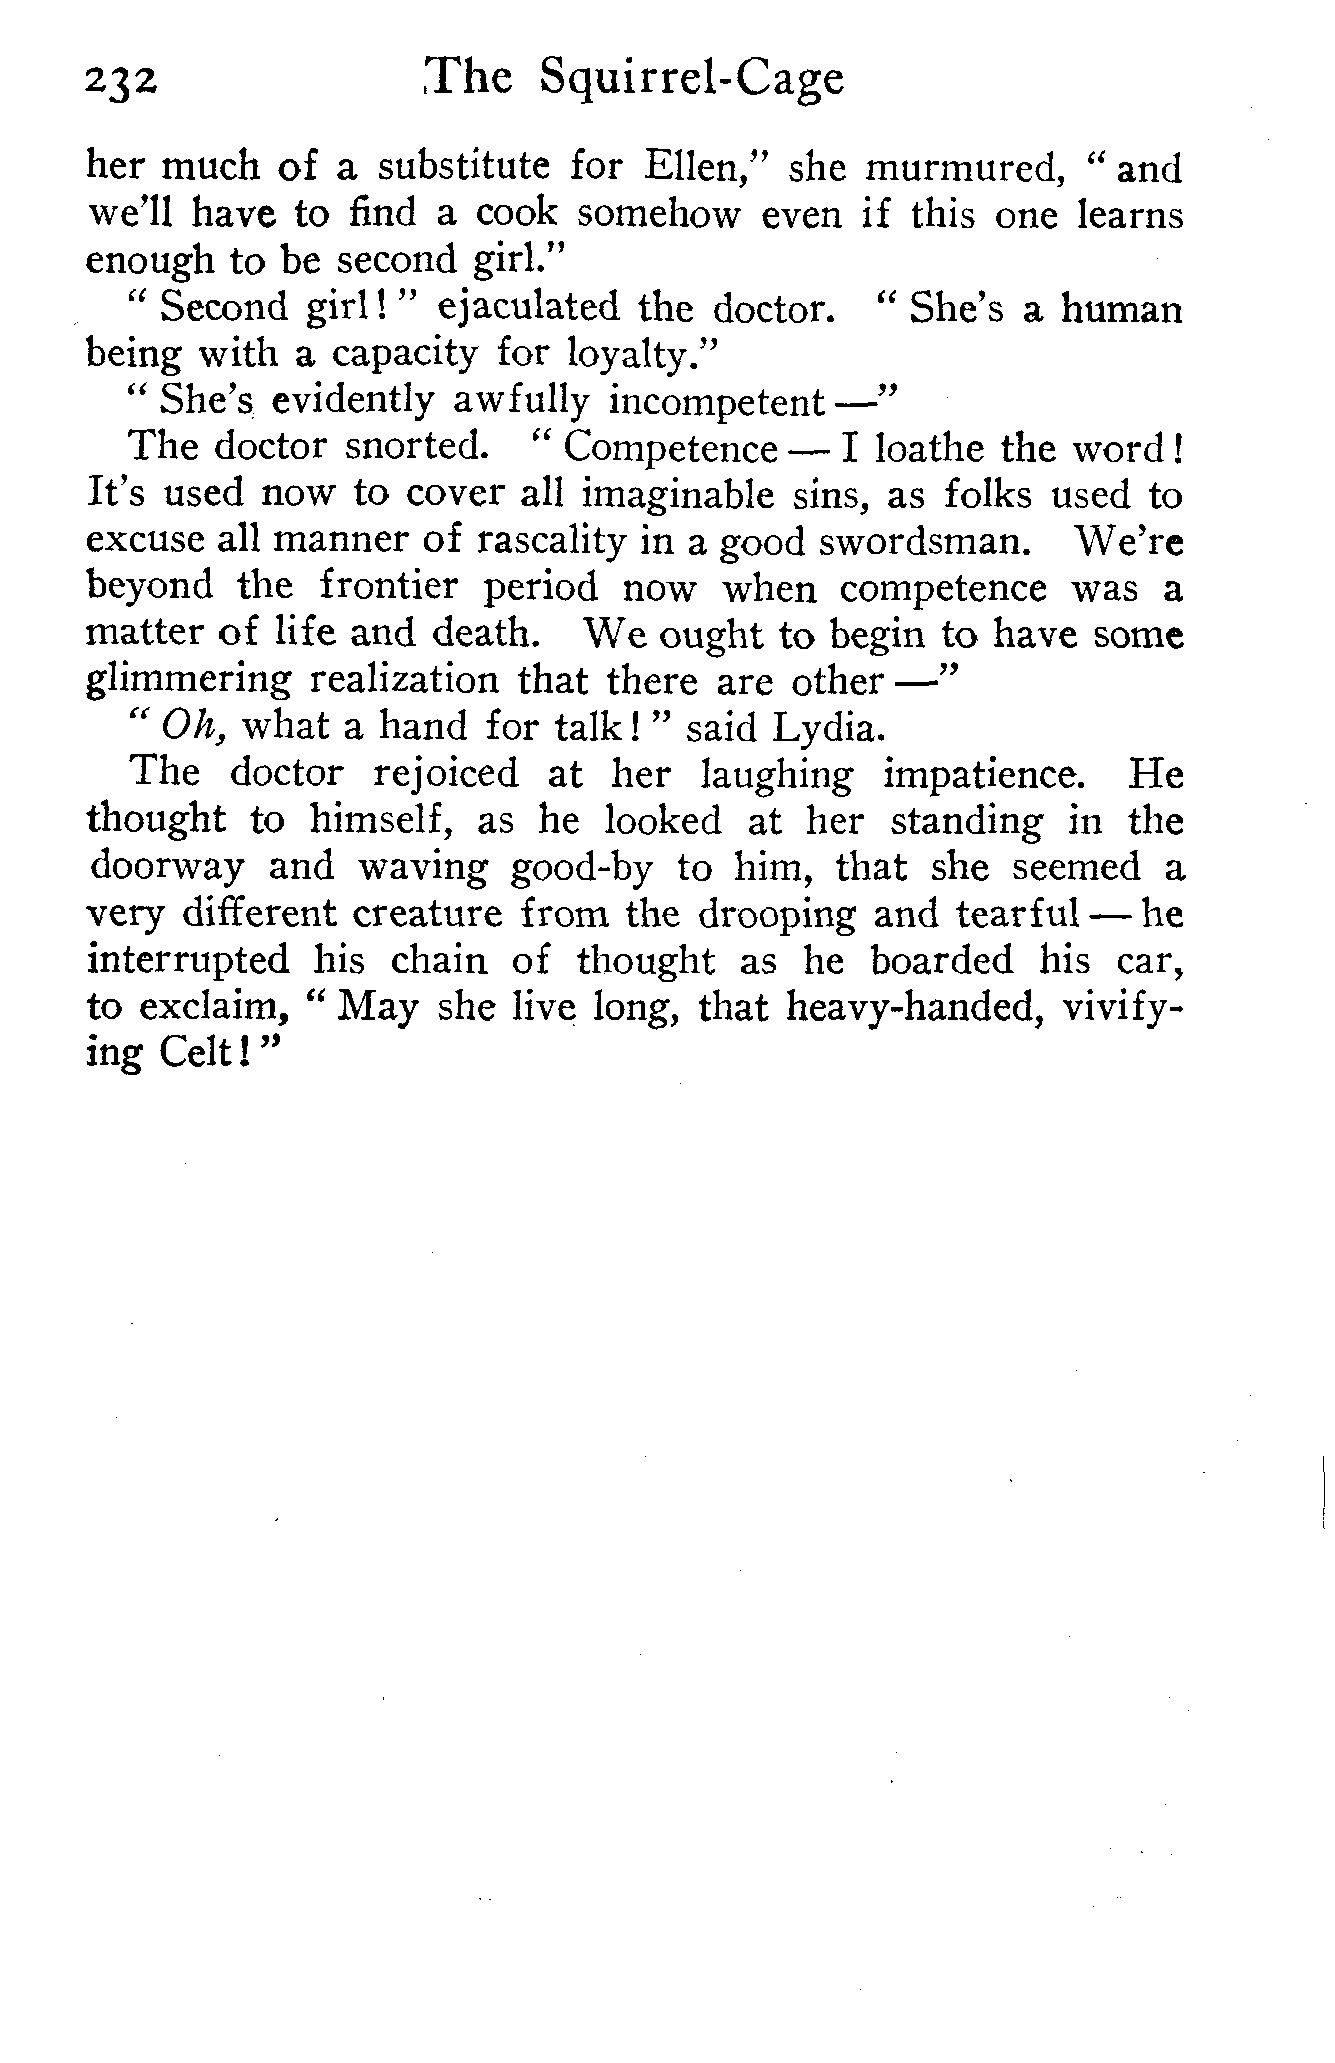 232 The Squirrel-Cage
her much of a substitute for Ellen,” she murmured, “ and
we’ll have to find a cook somehow even if this one learns
enough to be second girl.”
“ Second girl! ” ejaculated the doctor. “ She’s a human
being with a capacity for loyalty.”
“ She’s evidently awfully incompetent —”
The doctor snorted. “ Competence — I loathe the word!
It’s used now to cover all imaginable sins, as folks used to
excuse all manner of rascality in a good swordsman. We’re
beyond the frontier period now when competence was a
matter of life and death. We ought to begin to have some
glimmering realization that there are other —”
“ Oh, what a hand for talk! ” said Lydia.
The doctor rejoiced at her laughing impatience. He
thought to himself, as he looked at her standing in the
doorway and waving good-by to him, that she seemed a
very different creature from the drooping and tearful — he
interrupted his chain of thought as he boarded his car,
to exclaim, “ May she live long, that heavy-handed, vivify-
ing Celt! ”